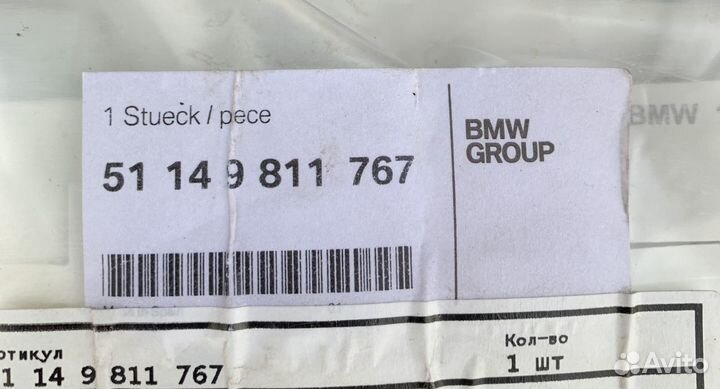 1 Stueck / pece
51 14 9 811 767
BMW
GROUP
BMW
ртикул
1 14 9 811 767
Кол-во
1 шт
Avito